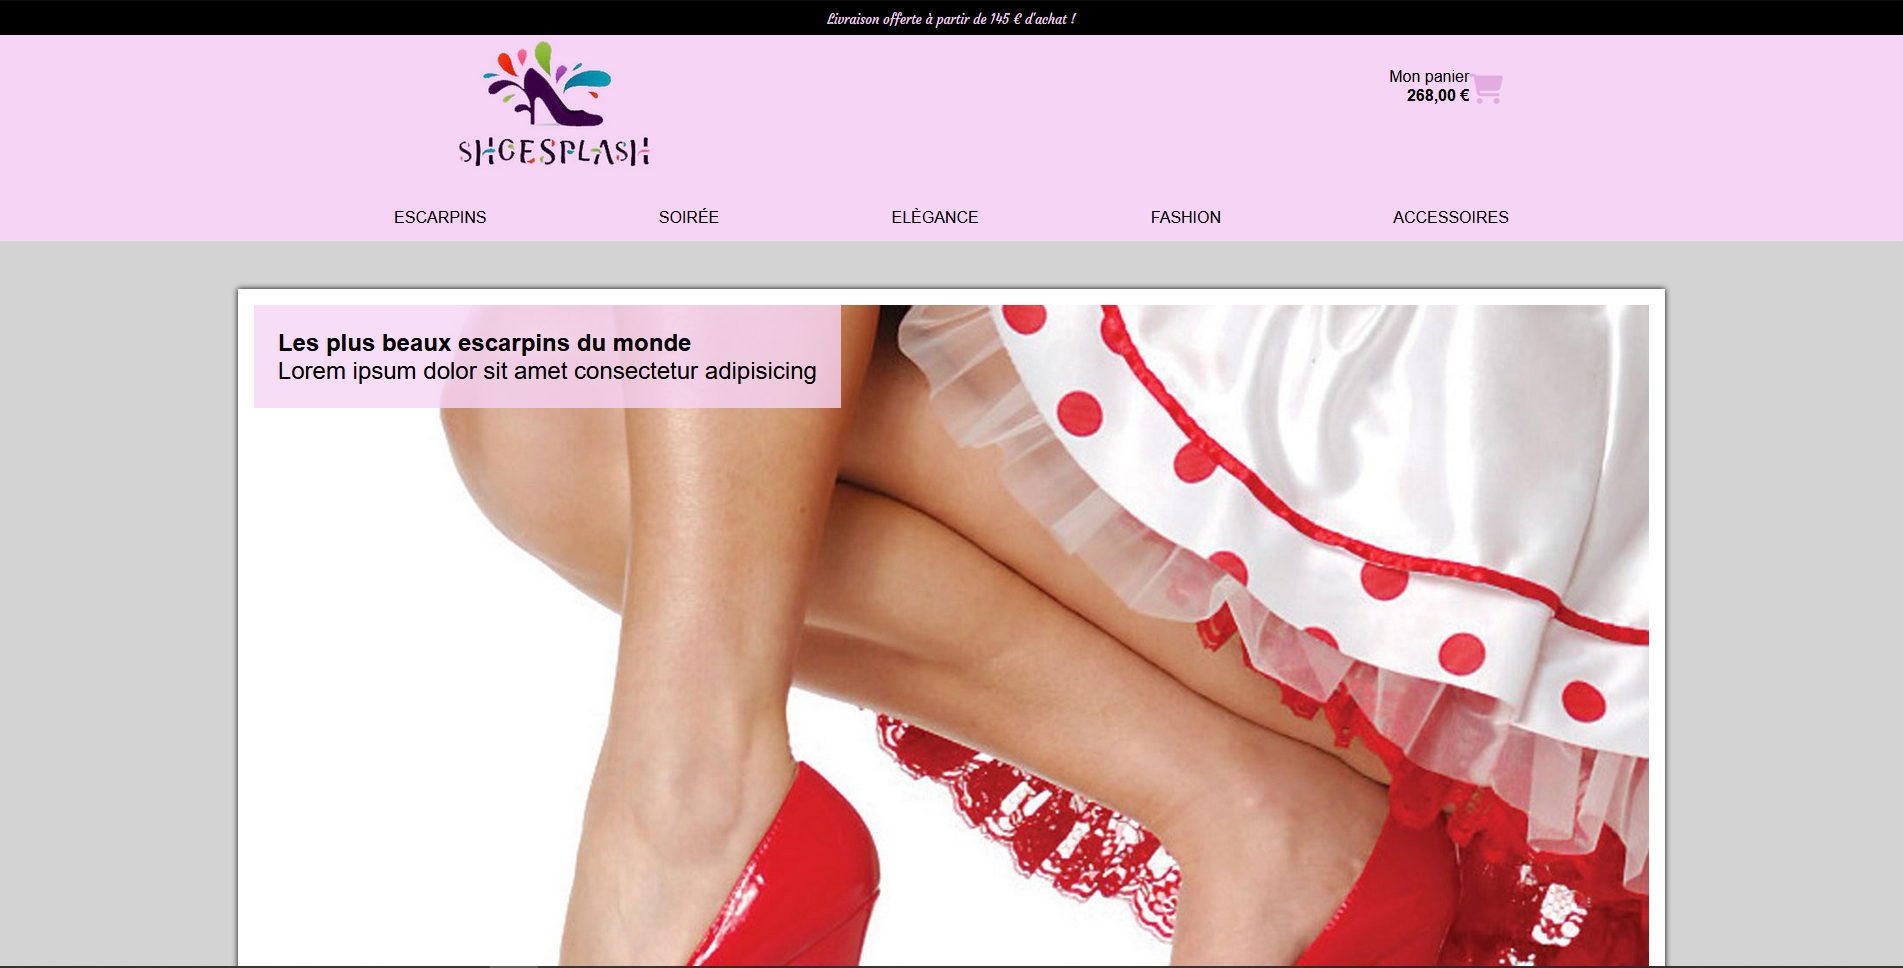 Livraison offerte à partir de 145 € d'achat !
SHOESPLASH
Mon panier
268,00 €
ESCARPINS
SOIRÉE
ELÈGANCE
FASHION
ACCESSOIRES
Les plus beaux escarpins du monde
Lorem ipsum dolor sit amet consectetur adipisicing